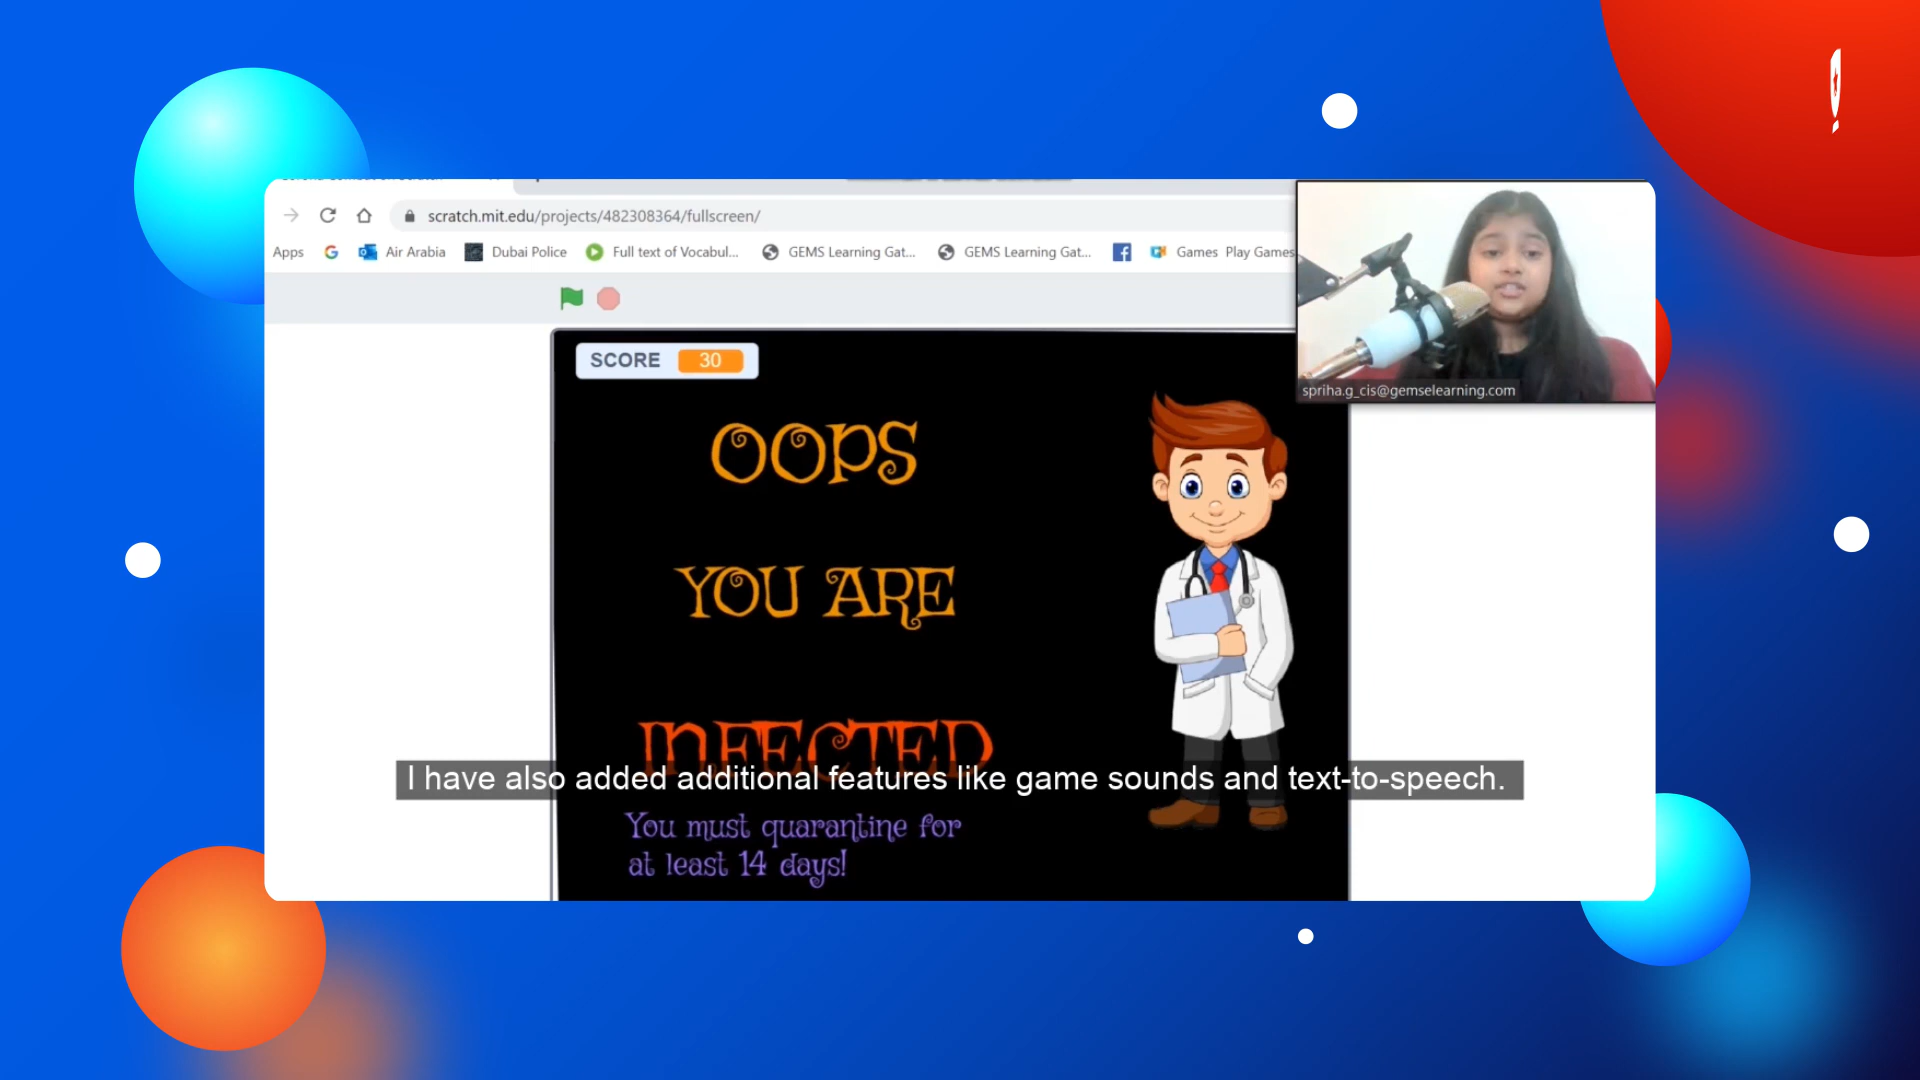 scratch.mit.edu/projects/482308364/fullscreen/
Apps Air Arabia Dubai Police Full text of Vocabul... GEMS Learning Gat... GEMS Learning Gat... Games Play Games
spriha.g_cis@gemselearning.com
SCORE 30
OOPS
YOU ARE
INFECTED
I have also added additional features like game sounds and text-to-speech.
You must quarantine for
at least 14 days!